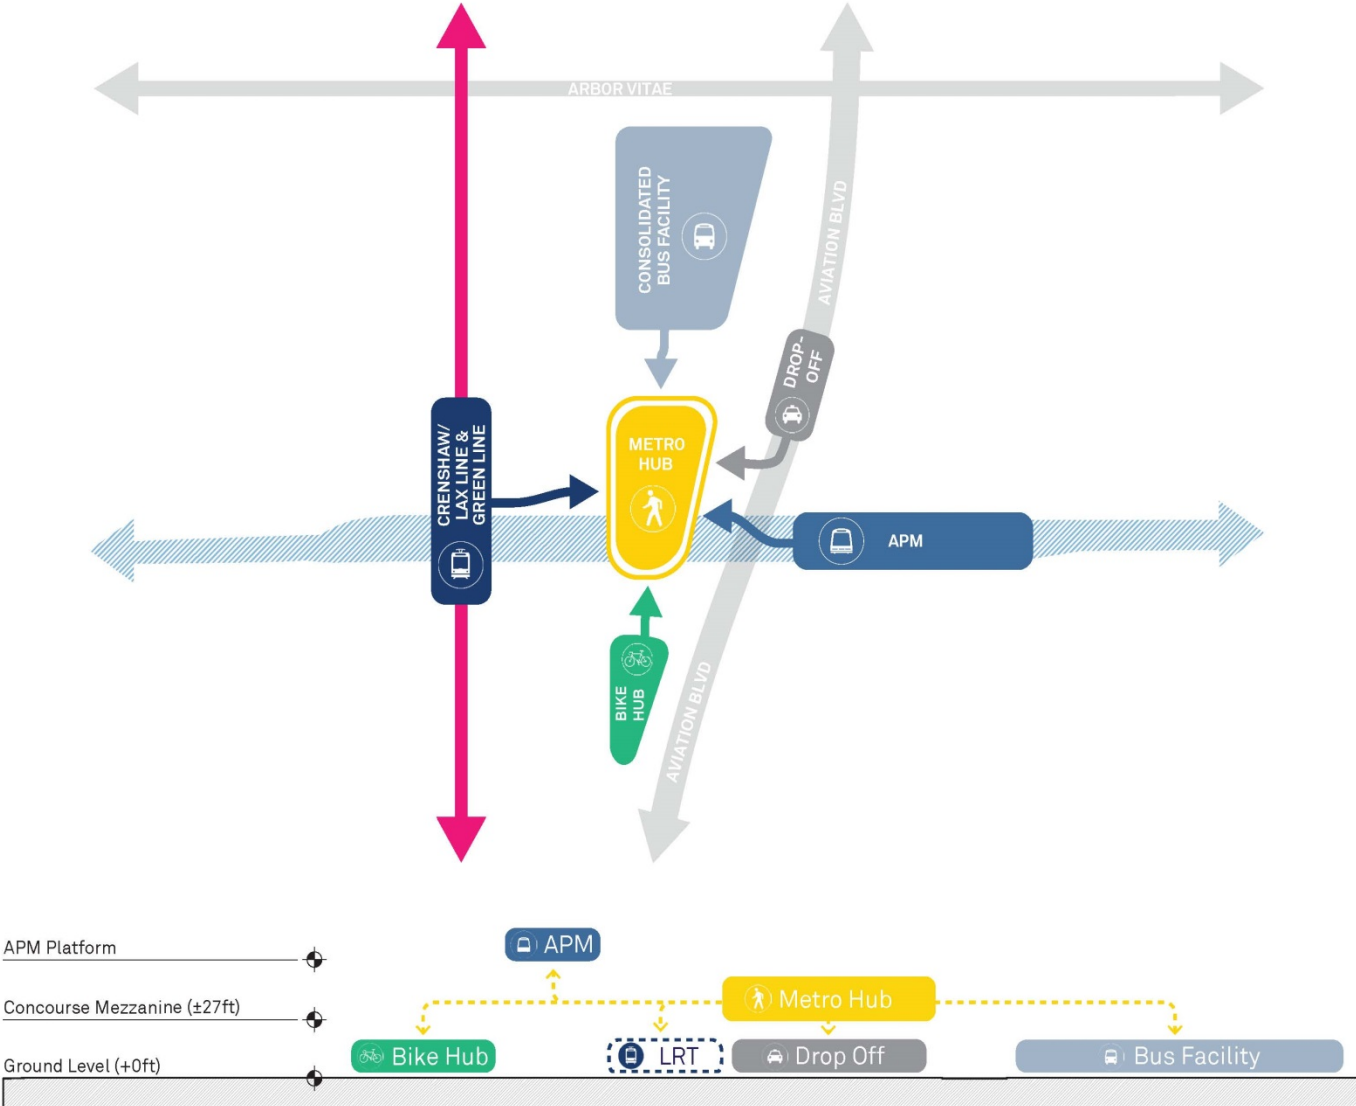 ARBOR VITAE
CONSOLIDATED
BUS FACILITY
AVIATION BLVD
DROP-
OFF
CRENSHAW/
LAX LINE &
GREEN LINE
METRO
HUB
APM
BIKE
HUB
AVIATION BLVD
APM Platform
APM
Concourse Mezzanine (±27ft)
Metro Hub
Ground Level (+0ft)
Bike Hub
LRT
Drop Off
Bus Facility